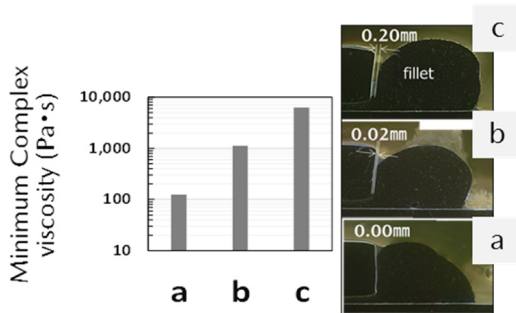 Minimum Complex
viscosity (Pa•s)
10,000
1,000
100
10
a b c
c
0.20mm
fillet
b
0.02mm
a
0.00mm